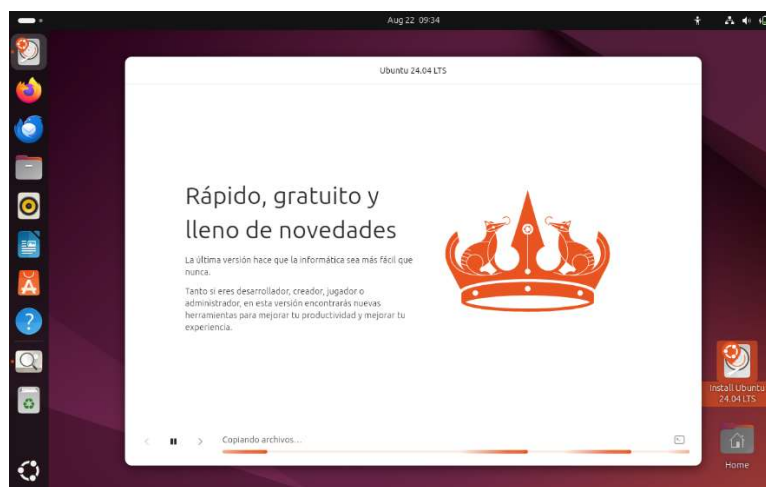 Aug 22 09:34
Ubuntu 24.04 LTS
Rápido, gratuito y
lleno de novedades
La última versión hace que la informática sea más fácil que
nunca.
Tanto si eres desarrollador, creador, jugador o
administrador, en esta versión encontrarás nuevas
herramientas para mejorar tu productividad y mejorar tu
experiencia.
Copiando archivos...
Install Ubuntu
24.04 LTS
Home